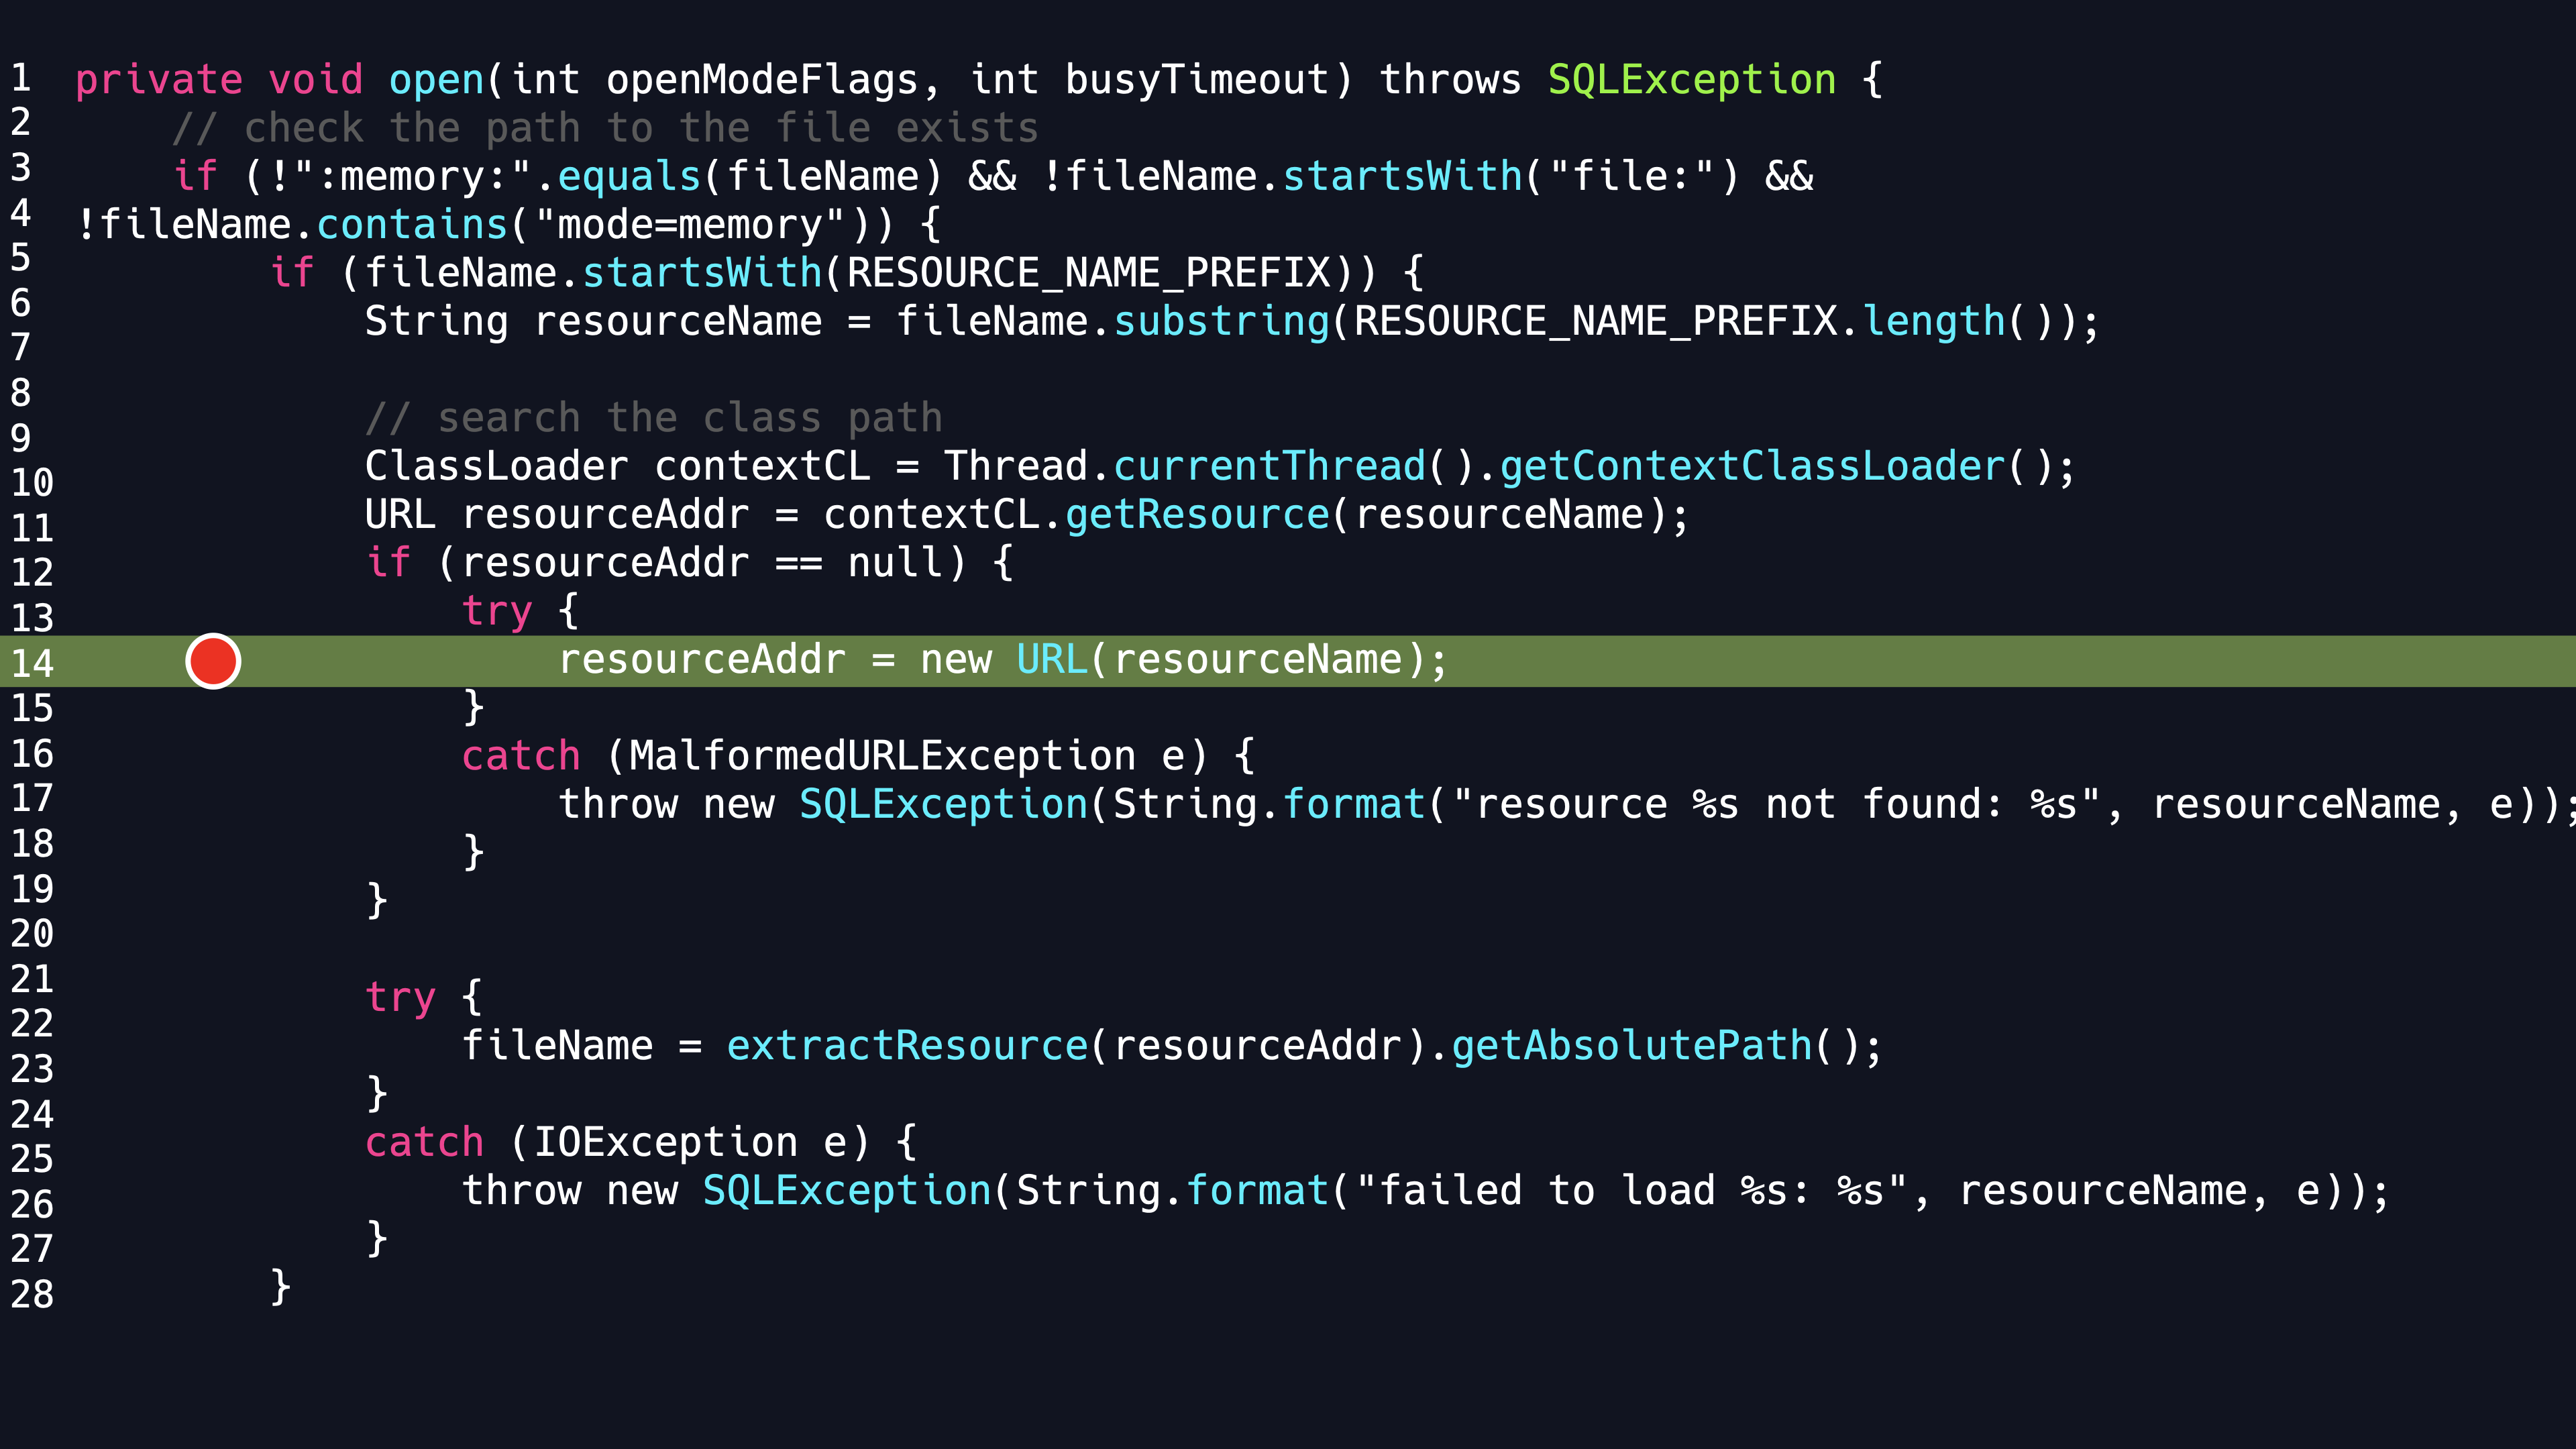 1 private void open(int openModeFlags, int busyTimeout) throws SQLException {
2 // check the path to the file exists
3 if (!":memory:".equals(fileName) && !fileName.startsWith("file:") &&
4 !fileName.contains("mode=memory")) {
5 if (fileName.startsWith(RESOURCE_NAME_PREFIX)) {
6 String resourceName = fileName.substring(RESOURCE_NAME_PREFIX.length());
7
8 // search the class path
9 ClassLoader contextCL = Thread.currentThread().getContextClassLoader();
10 URL resourceAddr = contextCL.getResource(resourceName);
11 if (resourceAddr == null) {
12 try {
13
14 resourceAddr = new URL(resourceName);
15 }
16 catch (MalformedURLException e) {
17 throw new SQLException(String.format("resource %s not found: %s", resourceName, e));
18 }
19 }
20
21 try {
22 fileName = extractResource(resourceAddr).getAbsolutePath();
23 }
24 catch (IOException e) {
25
26 throw new SQLException(String.format("failed to load %s: %s", resourceName, e));
27 }
28 }